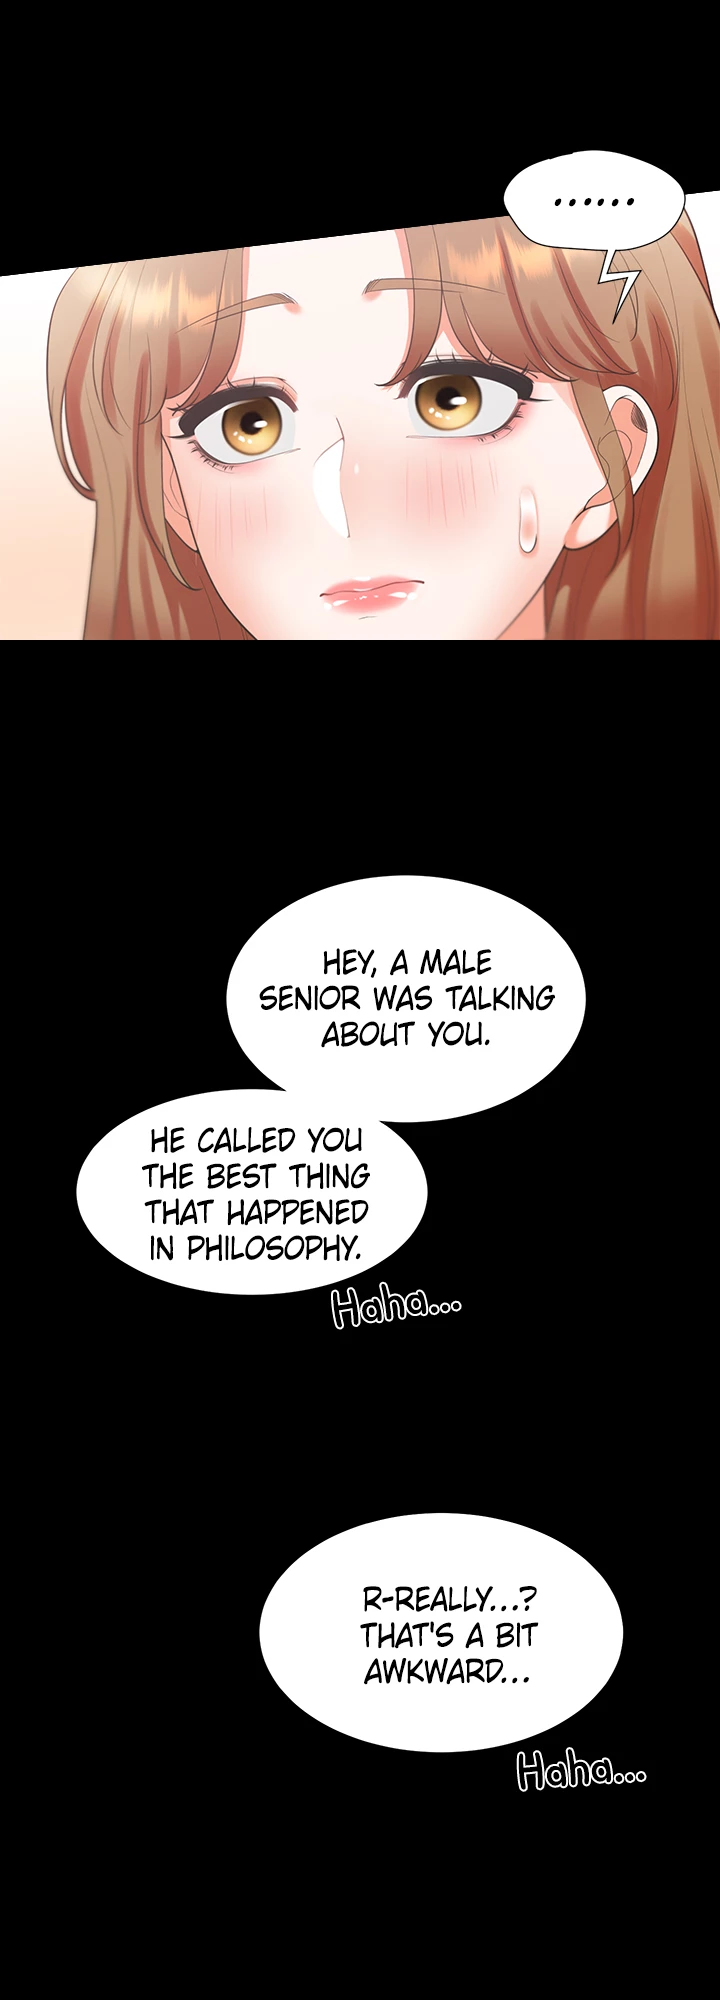 ......
HEY, A MALE
SENIOR WAS TALKING
ABOUT YOU.
HE CALLED YOU
THE BEST THING
THAT HAPPENED
IN PHILOSOPHY.
Haha...
R-REALLY...?
THAT'S A BIT
AWKWARD...
Haha...